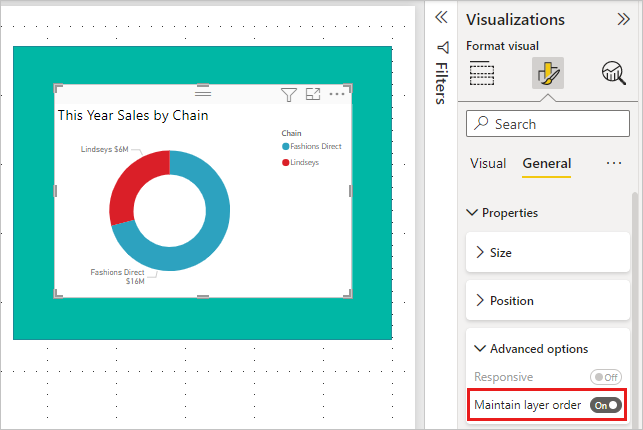 This Year Sales by Chain
Lindseys $6M
Fashions Direct
$16M
Chain
Fashions Direct
Lindseys
Filters
Visualizations
Format visual
Search
Visual
General
Properties
Size
Position
Advanced options
Responsive
Off
Maintain layer order
On